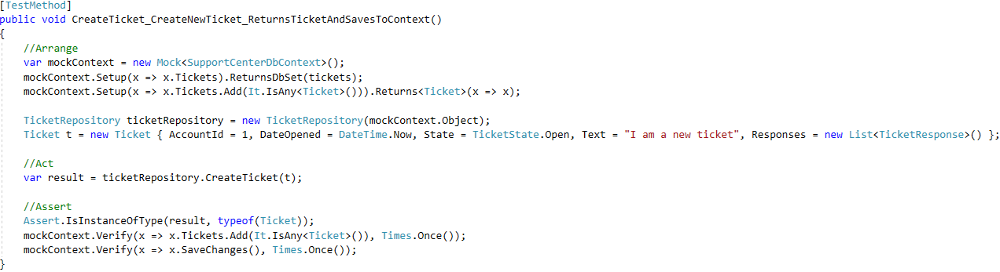 [TestMethod]
public void CreateTicket_CreateNewTicket_ReturnsTicketAndSavesToContext()
{
    //Arrange
    var mockContext = new Mock<SupportCenterDbContext>();
    mockContext.Setup(x => x.Tickets).ReturnsDbSet(tickets);
    mockContext.Setup(x => x.Tickets.Add(It.IsAny<Ticket>())).Returns<Ticket>(x => x);

    TicketRepository ticketRepository = new TicketRepository(mockContext.Object);
    Ticket t = new Ticket { AccountId = 1, DateOpened = DateTime.Now, State = TicketState.Open, Text = "I am a new ticket", Responses = new List<TicketResponse>() };

    //Act
    var result = ticketRepository.CreateTicket(t);

    //Assert
    Assert.IsInstanceOfType(result, typeof(Ticket));
    mockContext.Verify(x => x.Tickets.Add(It.IsAny<Ticket>()), Times.Once());
    mockContext.Verify(x => x.SaveChanges(), Times.Once());
}